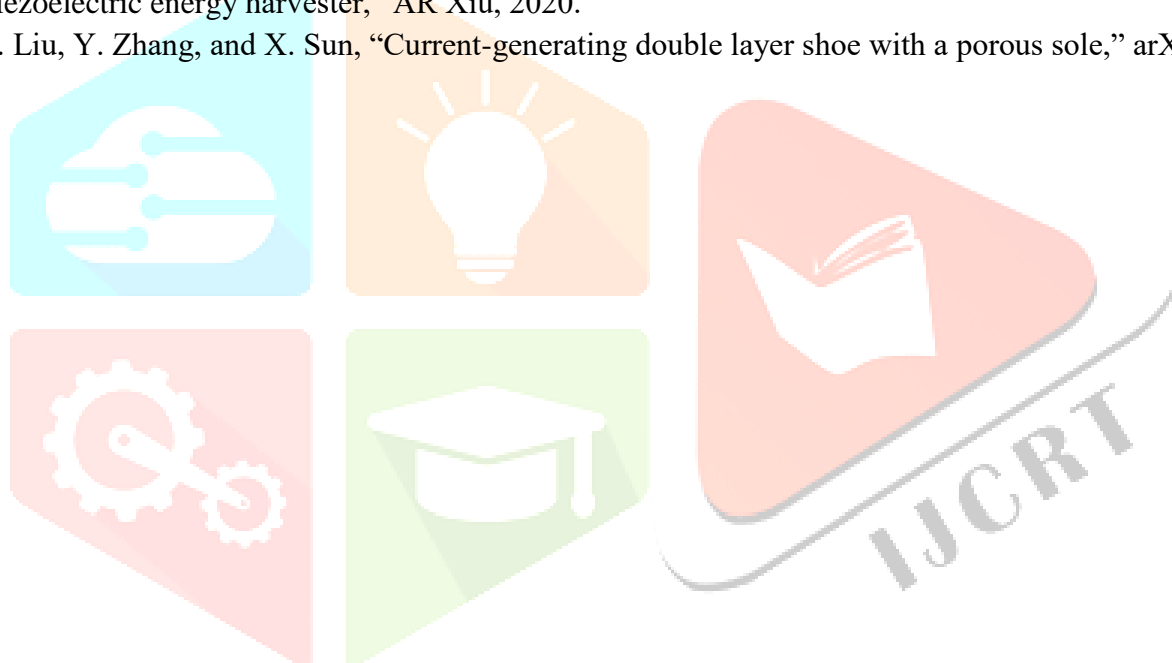 iezoelectric energy harvester,” AR Xiu, 2020.
. Liu, Y. Zhang, and X. Sun, “Current-generating double layer shoe with a porous sole,” arX
IJCRT